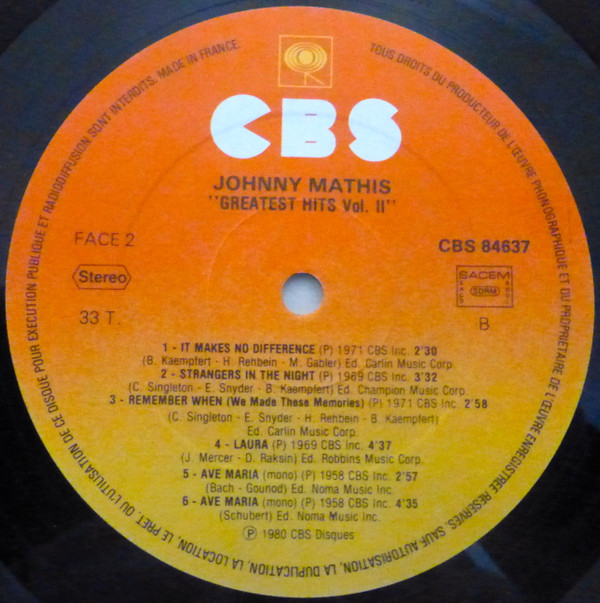 TOUS DROITS DU PRODUCTEUR DE L'ŒUVRE PHONOGRAPHIQUE ET DU PROPRIETAIRE DE L'ŒUVRE ENREGISTREE RESERVES. SAUF AUTORISATION, LA DUPLICATION, LA LOCATION, LE PRET, OU L'UTILISATION DE CE DISQUE POUR EXECUTION PUBLIQUE ET RADIODIFFUSION SONT INTERDITS. MADE IN FRANCE.
CBS
JOHNNY MATHIS
"GREATEST HITS Vol. II"
FACE 2
CBS 84637
Stereo
SACEM
SDRM
33 T.
B
1 - IT MAKES NO DIFFERENCE (P) 1971 CBS Inc. 2'30
(B. Kaempfert - H. Rehbein - M. Gabler) Ed. Carlin Music Corp.
2 - STRANGERS IN THE NIGHT (P) 1969 CBS Inc. 3'32
(C. Singleton - E. Snyder - B. Kaempfert) Ed. Champion Music Corp.
3 - REMEMBER WHEN (We Made These Memories) (P) 1971 CBS Inc. 2'58
(C. Singleton - E. Snyder - H. Rehbein - B. Kaempfert)
Ed. Carlin Music Corp.
4 - LAURA (P) 1969 CBS Inc. 4'37
(J. Mercer - D. Raksin) Ed. Robbins Music Corp.
5 - AVE MARIA (mono) (P) 1958 CBS Inc. 2'57
(Bach - Gounod) Ed. Noma Music Inc.
6 - AVE MARIA (mono) (P) 1958 CBS Inc. 4'35
(Schubert) Ed. Noma Music Inc.
Ⓟ 1980 CBS Disques